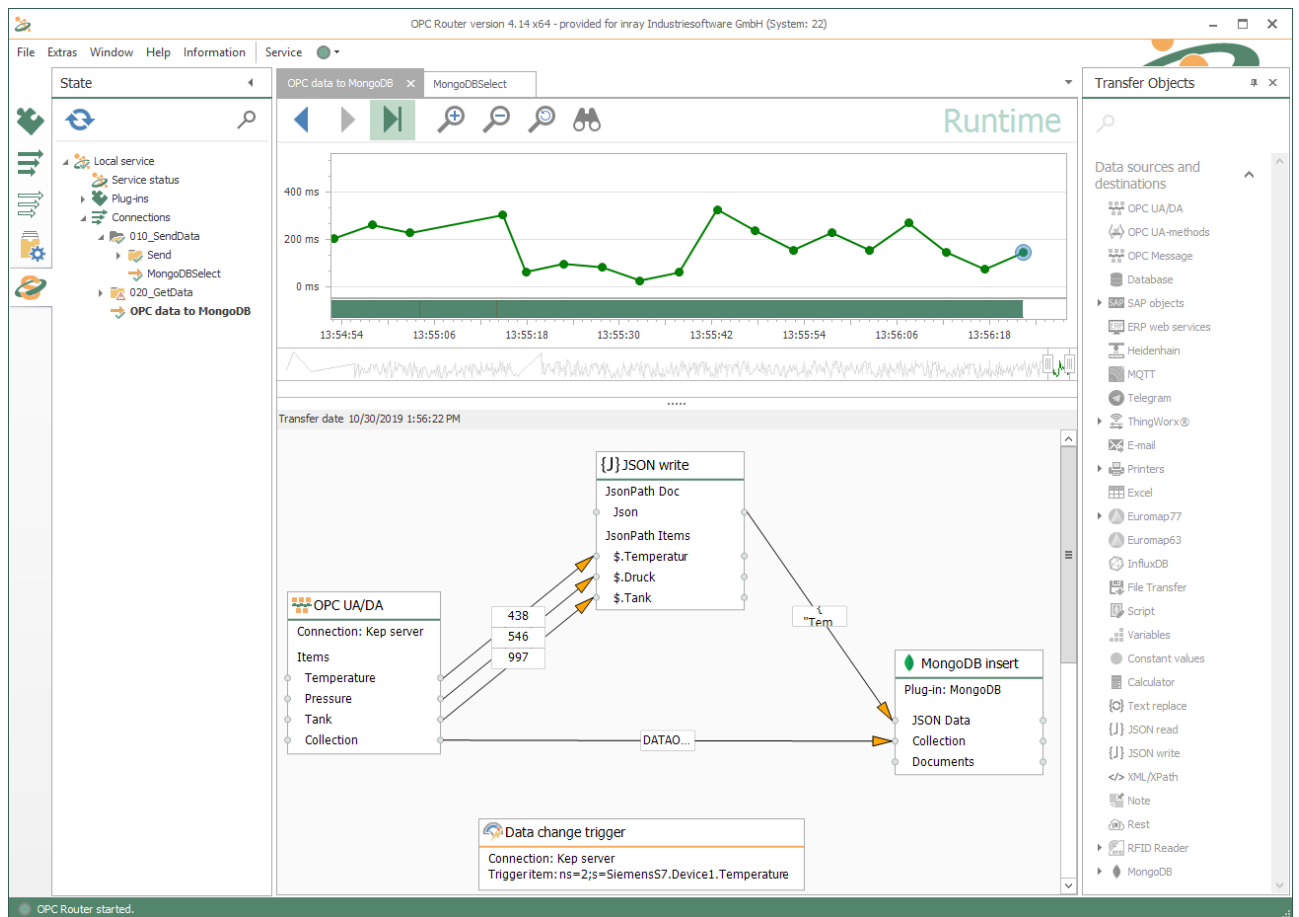 OPC Router version 4.14 x64 - provided for inray Industriesoftware GmbH (System: 22)
File Extras Window Help Information Service
State
Local service
Service status
Plug-ins
Connections
010_SendData
Send
MongoDBSelect
020_GetData
OPC data to MongoDB
OPC data to MongoDB
MongoDBSelect
Runtime
400 ms
200 ms
0 ms
13:54:54 13:55:06 13:55:18 13:55:30 13:55:42 13:55:54 13:56:06 13:56:18
Transfer date 10/30/2019 1:56:22 PM
{J} JSON write
JsonPath Doc
Json
JsonPath Items
$.Temperatur
$.Druck
$.Tank
OPC UA/DA
Connection: Kep server
Items
Temperature
Pressure
Tank
Collection
438
546
997
{
"Tem
DATAO...
MongoDB insert
Plug-in: MongoDB
JSON Data
Collection
Documents
Data change trigger
Connection: Kep server
Triggeritem: ns=2;s=SiemensS7.Device1.Temperature
Transfer Objects
Data sources and
destinations
OPC UA/DA
OPC UA-methods
OPC Message
Database
SAP SAP objects
ERP ERP web services
Heidenhain
MQTT
Telegram
ThingWorx®
E-mail
Printers
Excel
Euromap77
Euromap63
InfluxDB
File Transfer
Script
Variables
Constant values
Calculator
Text replace
{J} JSON read
{J} JSON write
</> XML/XPath
Note
Rest
RFID Reader
MongoDB
OPC Router started.